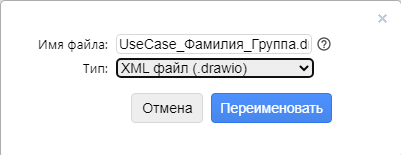 Имя файла: UseCase_Фамилия_Группа.d
Тип: XML файл (.drawio)
Отмена Переименовать